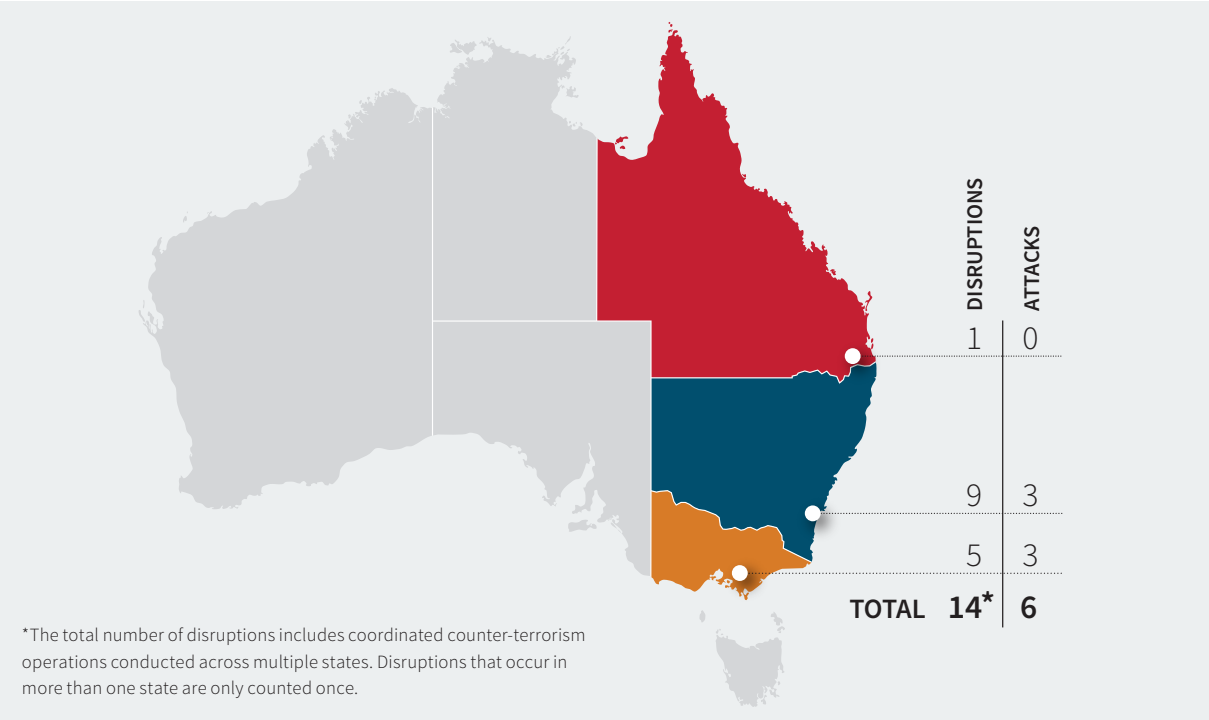 DISRUPTIONS
ATTACKS
1 0
9 3
5 3
TOTAL 14* 6
*The total number of disruptions includes coordinated counter-terrorism
operations conducted across multiple states. Disruptions that occur in
more than one state are only counted once.